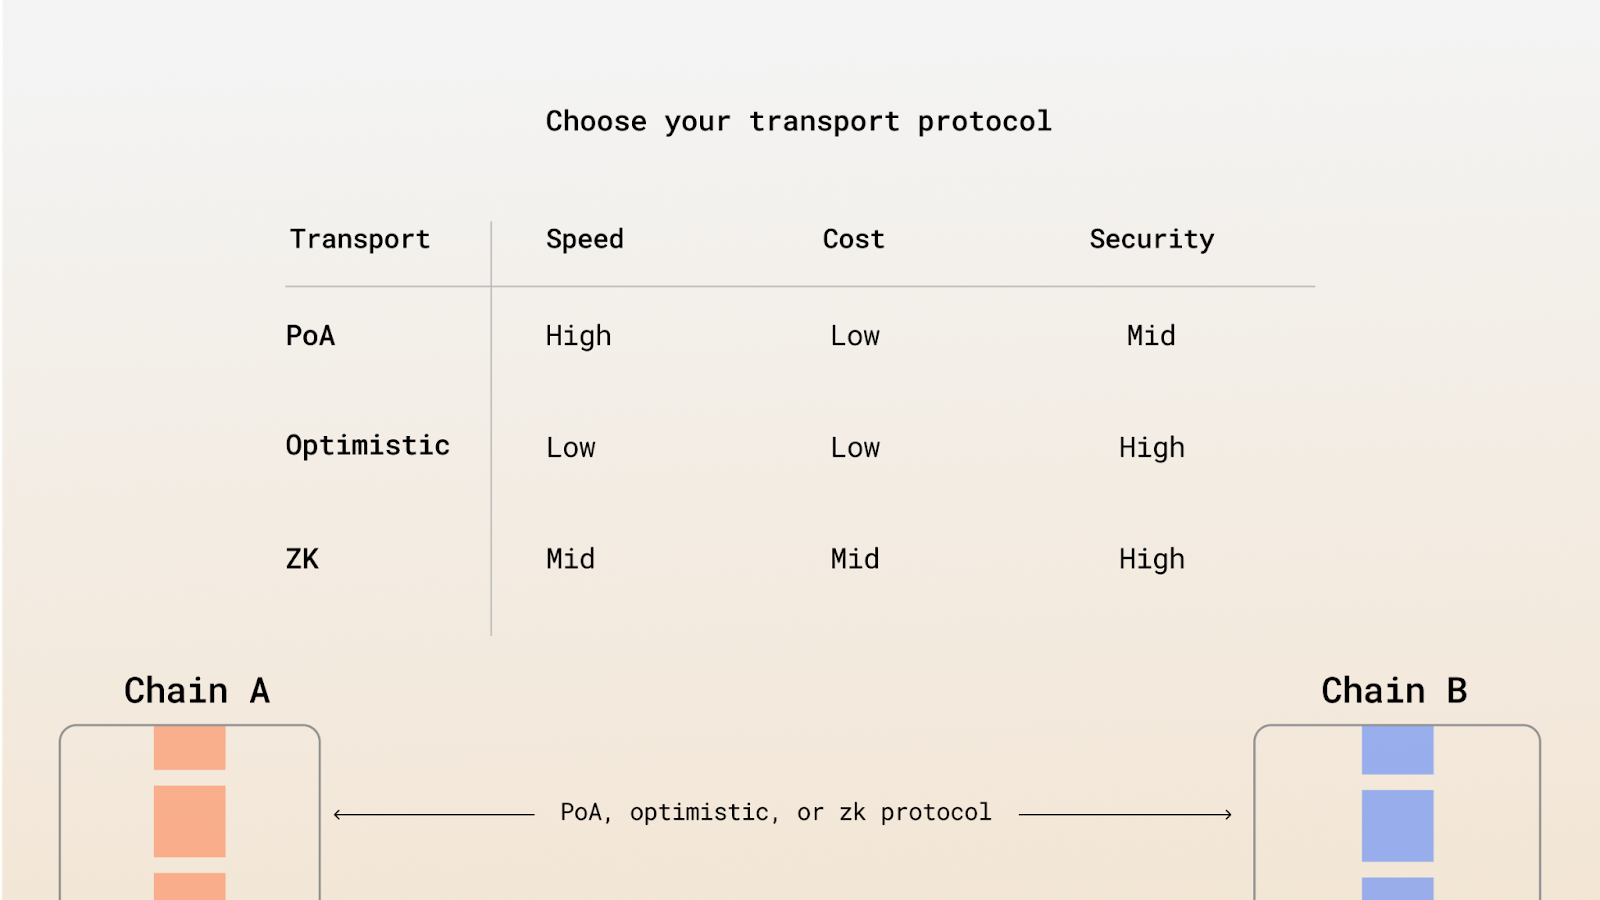 Choose your transport protocol
Transport Speed Cost Security
PoA High Low Mid
Optimistic Low Low High
ZK Mid Mid High
Chain A Chain B
PoA, optimistic, or zk protocol